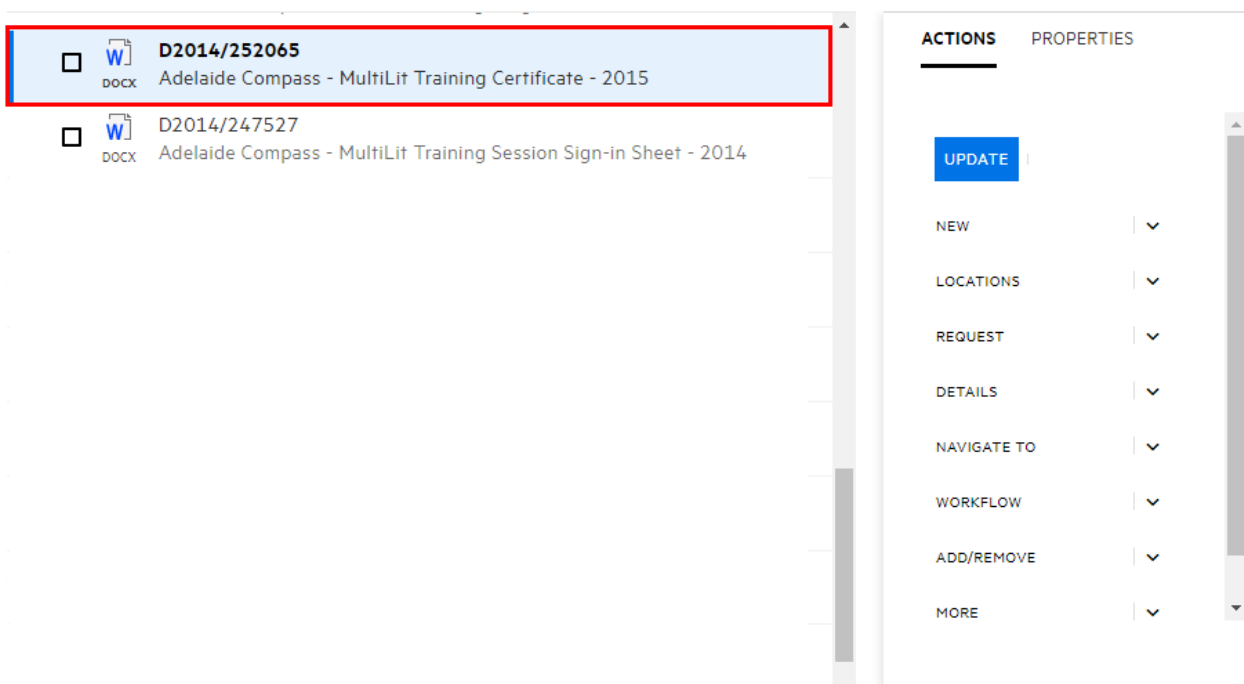 D2014/252065
DOCX
Adelaide Compass - MultiLit Training Certificate - 2015
D2014/247527
DOCX
Adelaide Compass - MultiLit Training Session Sign-in Sheet - 2014
ACTIONS PROPERTIES
UPDATE
NEW
LOCATIONS
REQUEST
DETAILS
NAVIGATE TO
WORKFLOW
ADD/REMOVE
MORE